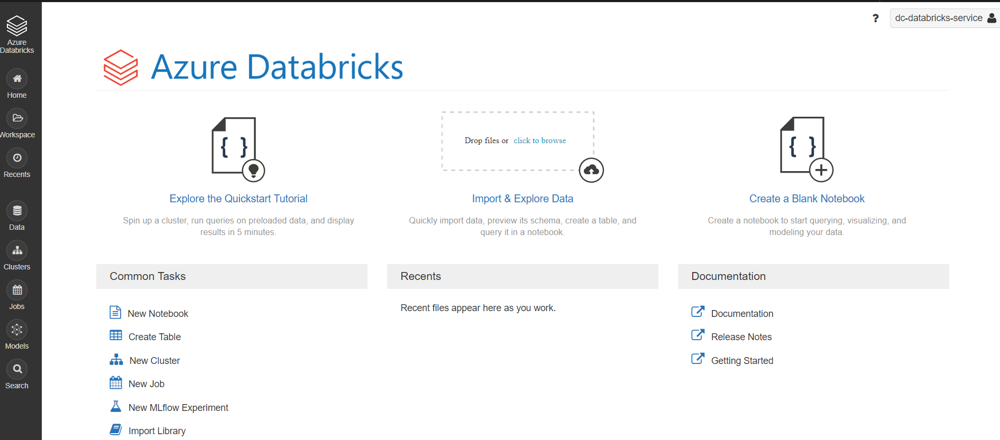 Azure
Databricks
Home
Workspace
Recents
Data
Clusters
Jobs
Models
Search
?
dc-databricks-service
Azure Databricks
{ }
Explore the Quickstart Tutorial
Spin up a cluster, run queries on preloaded data, and display
results in 5 minutes.
Drop files or click to browse
Import & Explore Data
Quickly import data, preview its schema, create a table, and
query it in a notebook.
{ }
Create a Blank Notebook
Create a notebook to start querying, visualizing, and
modeling your data.
Common Tasks
New Notebook
Create Table
New Cluster
New Job
New MLflow Experiment
Import Library
Recents
Recent files appear here as you work.
Documentation
Documentation
Release Notes
Getting Started